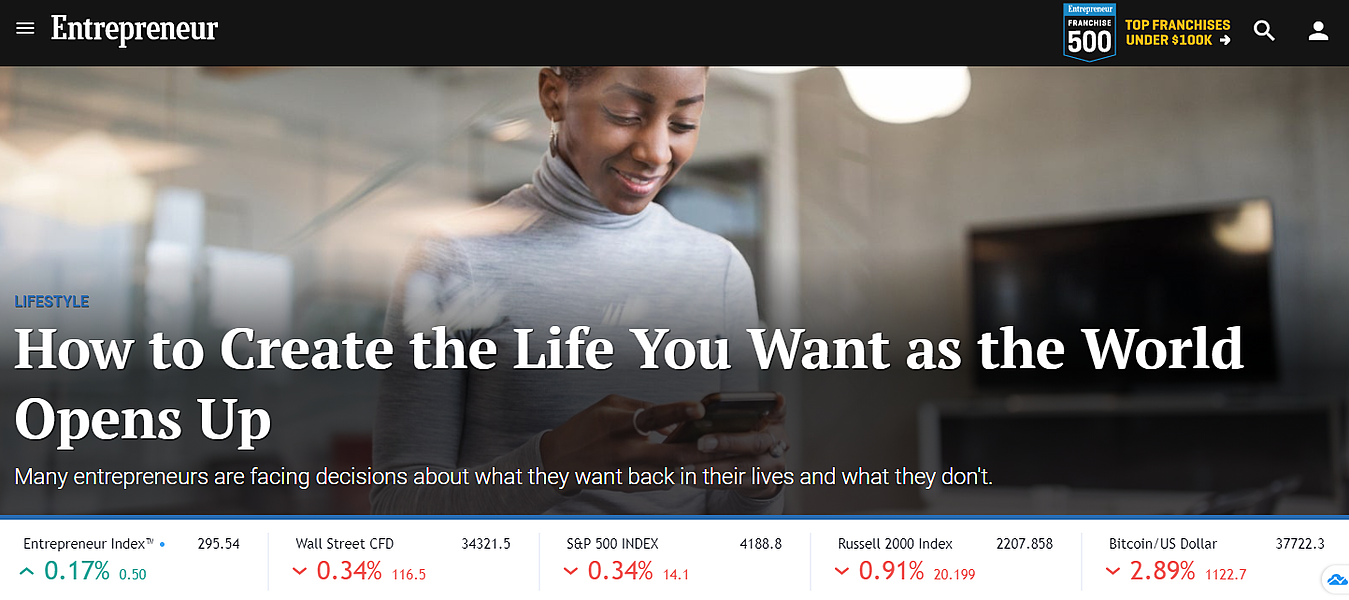 Entrepreneur
Entrepreneur
FRANCHISE
500
TOP FRANCHISES
UNDER $100K →
LIFESTYLE
How to Create the Life You Want as the World
Opens Up
Many entrepreneurs are facing decisions about what they want back in their lives and what they don't.
Entrepreneur Index™ • 295.54
0.17% 0.50
Wall Street CFD 34321.5
0.34% 116.5
S&P 500 INDEX 4188.8
0.34% 14.1
Russell 2000 Index 2207.858
0.91% 20.199
Bitcoin/US Dollar 37722.3
2.89% 1122.7